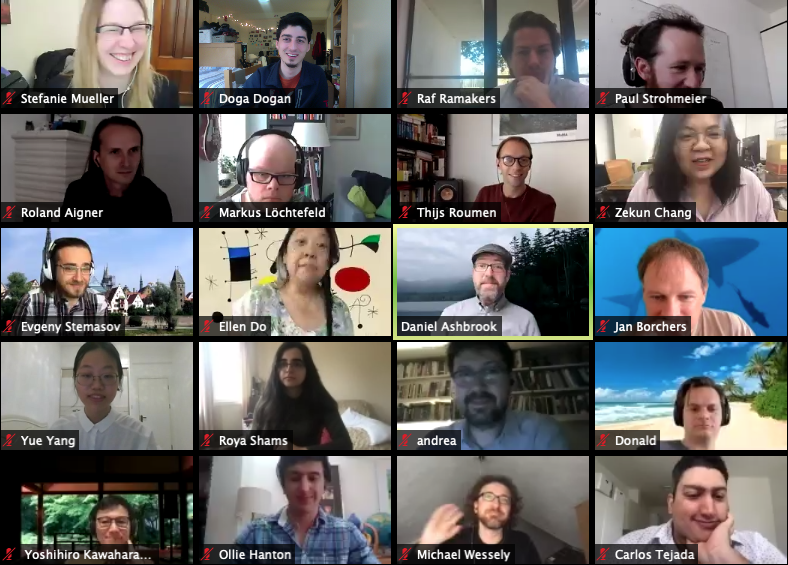 Stefanie Mueller
Doga Dogan
Raf Ramakers
Paul Strohmeier
Roland Aigner
Markus Löchtefeld
Thijs Roumen
Zekun Chang
Evgeny Stemasov
Ellen Do
Daniel Ashbrook
Jan Borchers
Yue Yang
Roya Shams
andrea
Donald
Yoshihiro Kawahara...
Ollie Hanton
Michael Wessely
Carlos Tejada